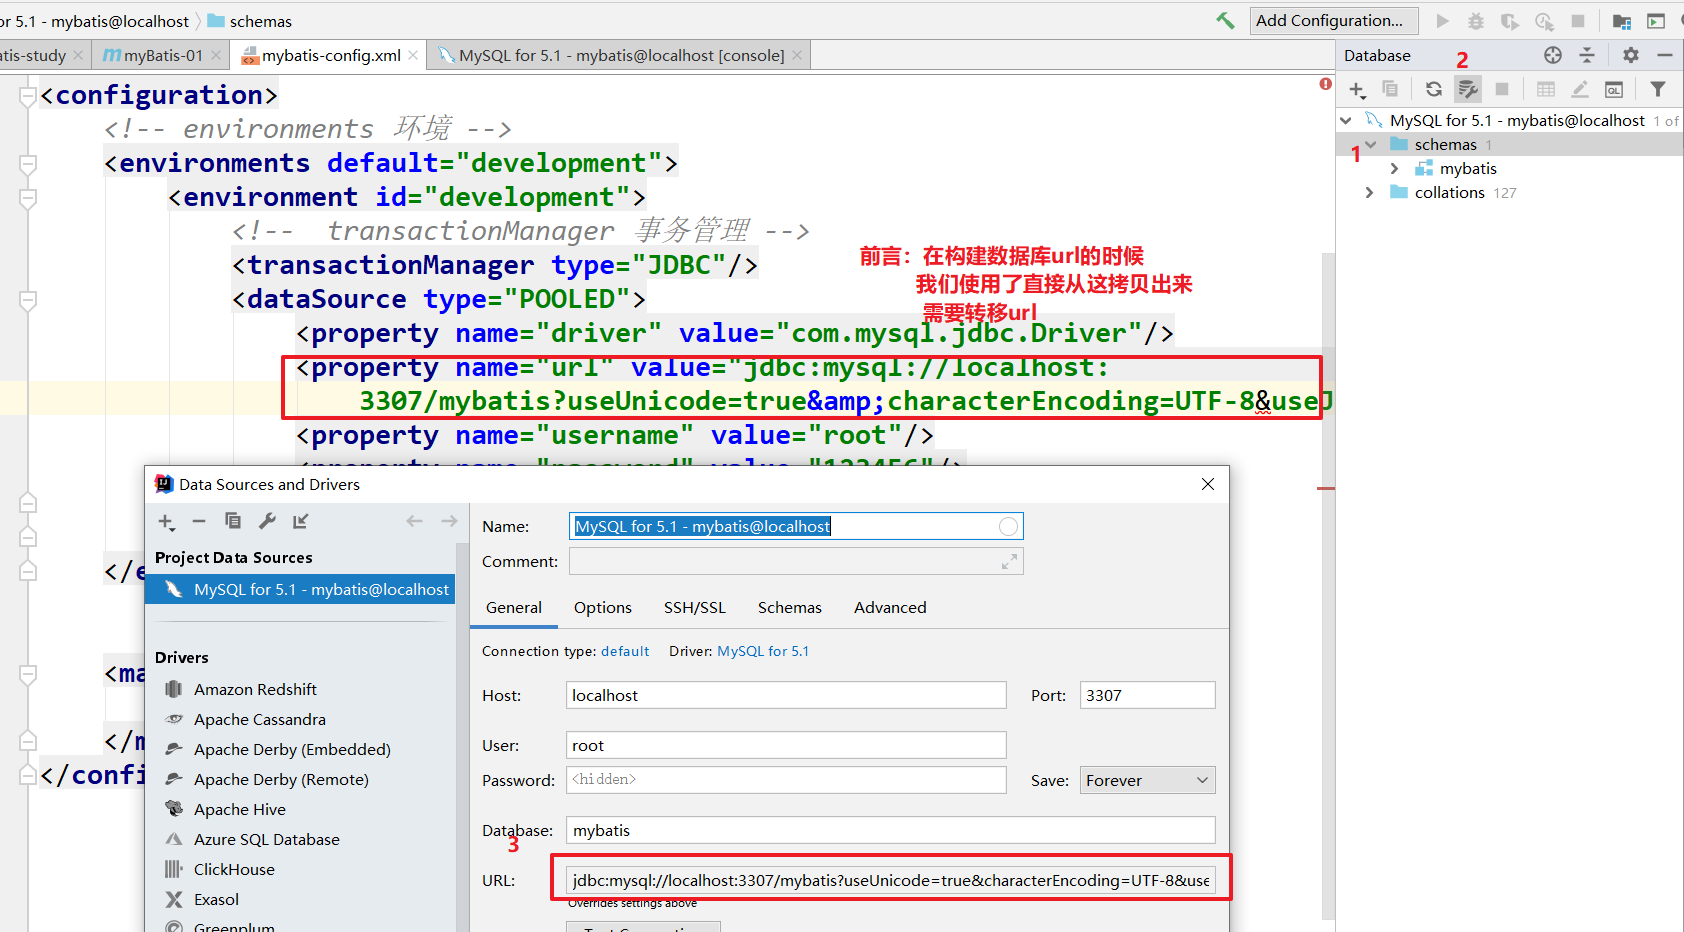 or 5.1 - mybatis@localhost
schemas
Add Configuration...
atis-study
myBatis-01
mybatis-config.xml
MySQL for 5.1 - mybatis@localhost [console]
Database
2
<configuration>
<!-- environments 环境 -->
<environments default="development">
<environment id="development">
<!-- transactionManager 事务管理 -->
<transactionManager type="JDBC"/>
<dataSource type="POOLED">
<property name="driver" value="com.mysql.jdbc.Driver"/>
<property name="url" value="jdbc:mysql://localhost:
3307/mybatis?useUnicode=true&amp;characterEncoding=UTF-8&useJ
<property name="username" value="root"/>
<property name="password" value="123456"/>
</e
<ma
</m
</confi
前言：在构建数据库url的时候
我们使用了直接从这拷贝出来
需要转移url
QL
MySQL for 5.1 - mybatis@localhost 1 of
1
schemas 1
mybatis
collations 127
Data Sources and Drivers
Project Data Sources
MySQL for 5.1 - mybatis@localhost
Drivers
Amazon Redshift
Apache Cassandra
Apache Derby (Embedded)
Apache Derby (Remote)
Apache Hive
Azure SQL Database
ClickHouse
Exasol
Greenplum
Name: MySQL for 5.1 - mybatis@localhost
Comment:
General Options SSH/SSL Schemas Advanced
Connection type: default Driver: MySQL for 5.1
Host: localhost Port: 3307
User: root
Password: <hidden> Save: Forever
Database: mybatis
3
URL: jdbc:mysql://localhost:3307/mybatis?useUnicode=true&characterEncoding=UTF-8&use
Overrides settings above
Test Connection